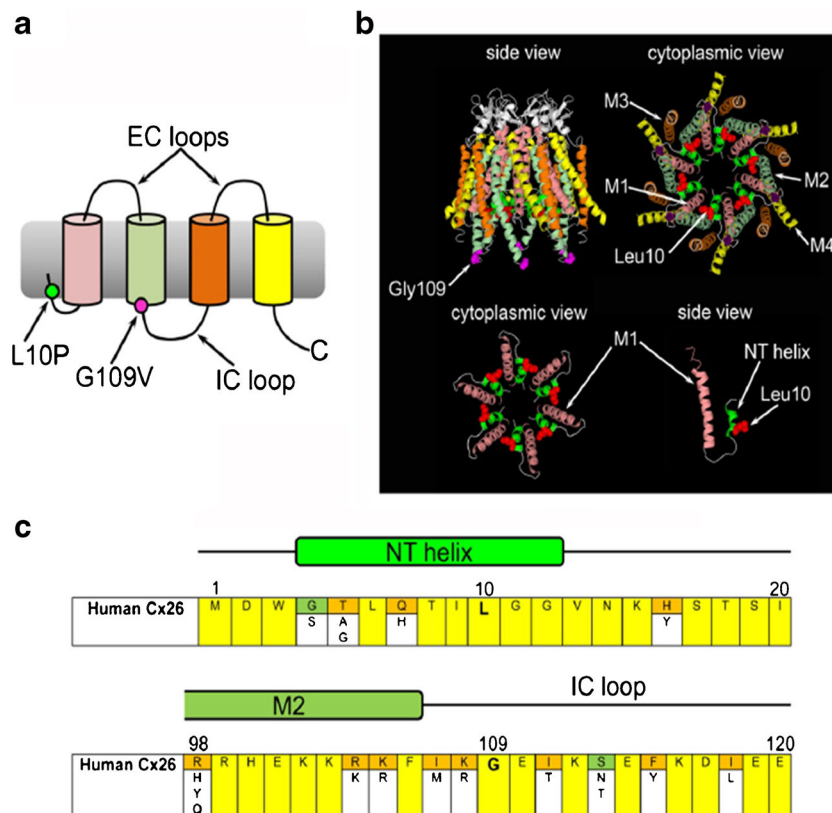 a
EC loops
L10P
G109V
IC loop
C
b
side view
cytoplasmic view
M3
M1
M2
Leu10
M4
Gly109
cytoplasmic view
side view
M1
NT helix
Leu10
c
NT helix
1 10 20
Human Cx26 M D W G T L Q T I L G G V N K H S T S I
S A H Y
G
M2 IC loop
98 109 120
Human Cx26 R R H E K K R K F I K G E I K S E F K D I E E
H K R M R T N Y L
Y T
Q